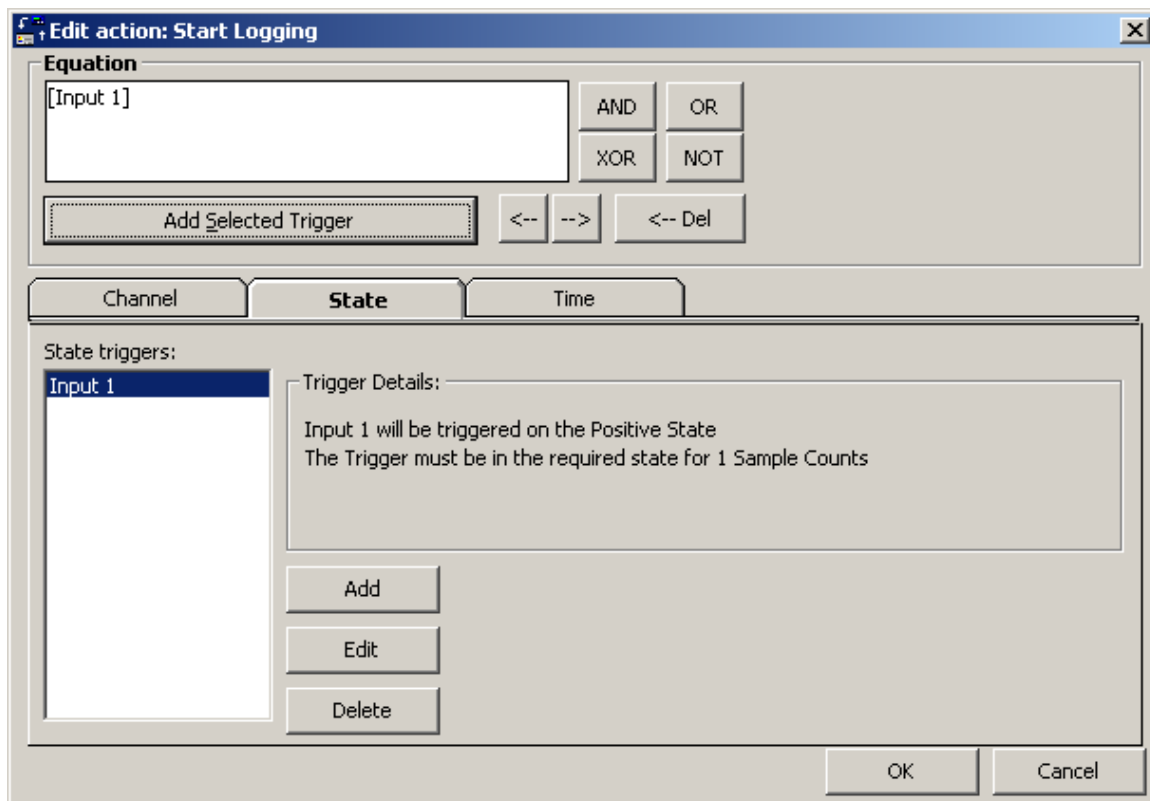 Edit action: Start Logging
Equation
[Input 1]
AND OR
XOR NOT
Add Selected Trigger <-- --> <-- Del
Channel State Time
State triggers:
Input 1
Trigger Details:
Input 1 will be triggered on the Positive State
The Trigger must be in the required state for 1 Sample Counts
Add
Edit
Delete
OK Cancel